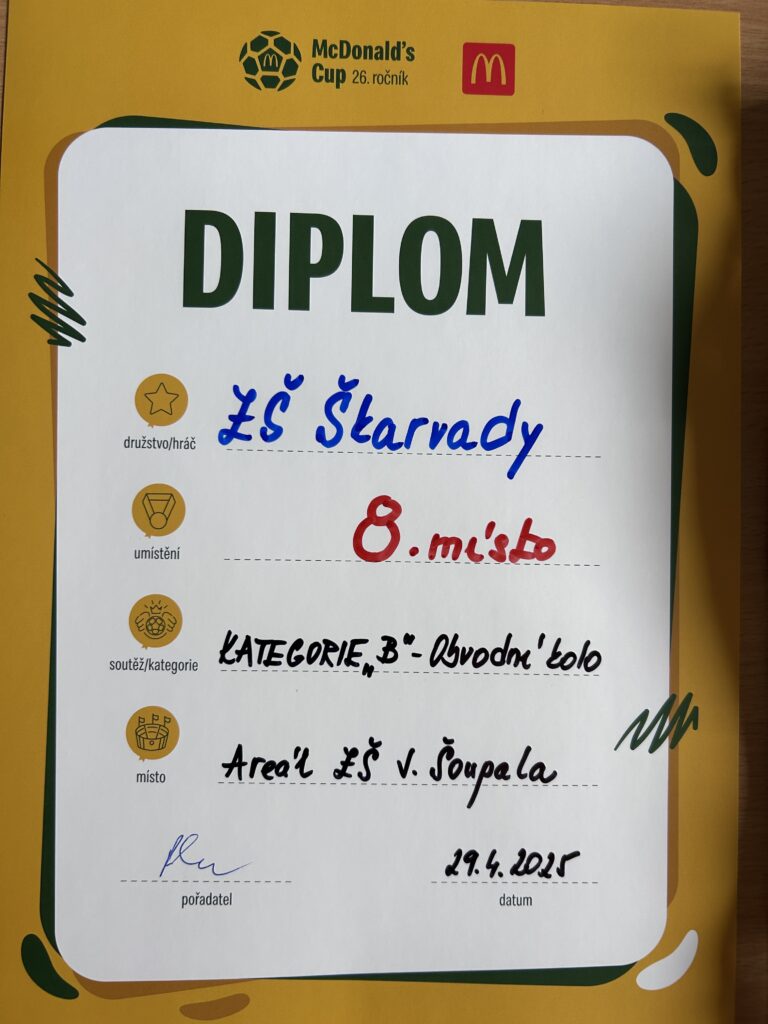 McDonald's
Cup 26. ročník
DIPLOM
družstvo/hráč ZŠ Škarvady
umístění 8. místo
soutěž/kategorie KATEGORIE „B" - Obvodní kolo
místo Areál ZŠ V. Šoupala
29.4.2025
pořadatel datum